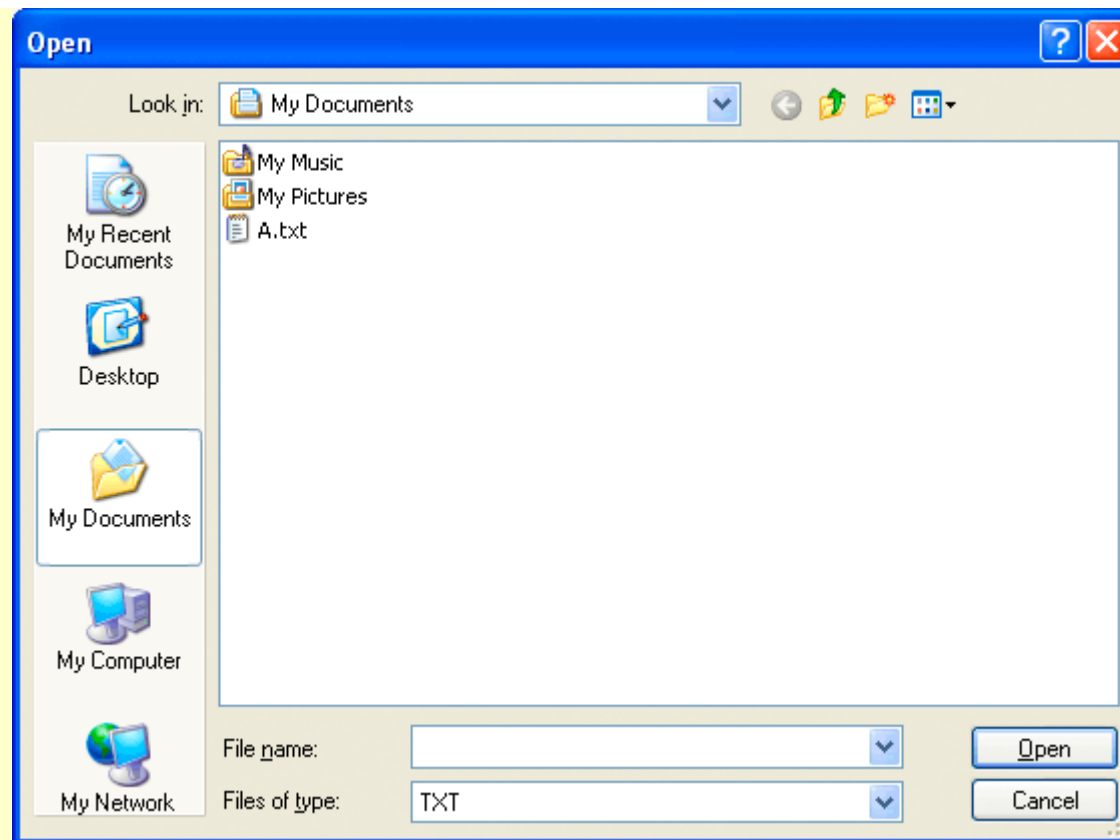 Open
Look in:
My Documents
My Music
My Pictures
A.txt
My Recent
Documents
Desktop
My Documents
My Computer
My Network
File name:
Open
Files of type:
TXT
Cancel